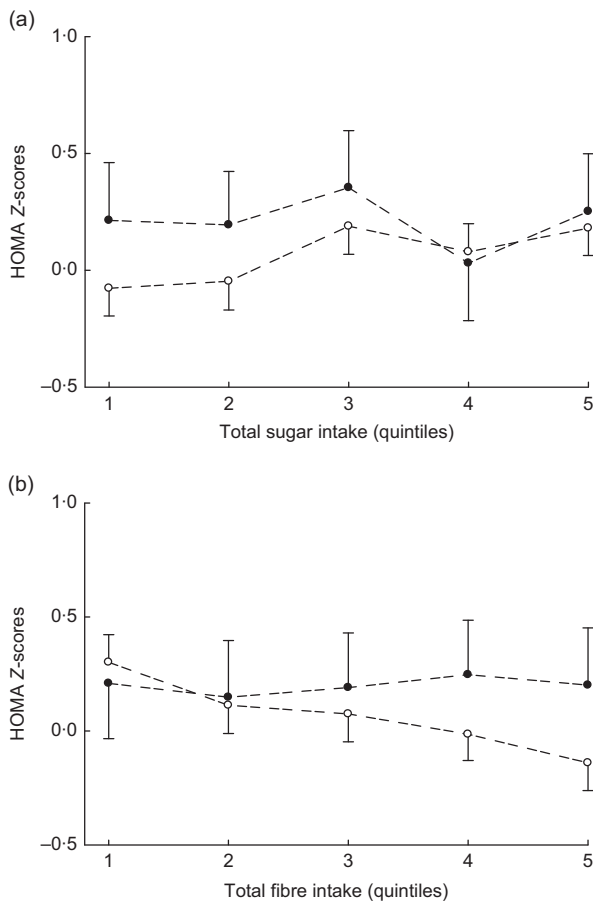 (a)
1·0
0·5
0·0
–0·5
HOMA Z-scores
1 2 3 4 5
Total sugar intake (quintiles)
(b)
1·0
0·5
0·0
–0·5
HOMA Z-scores
1 2 3 4 5
Total fibre intake (quintiles)